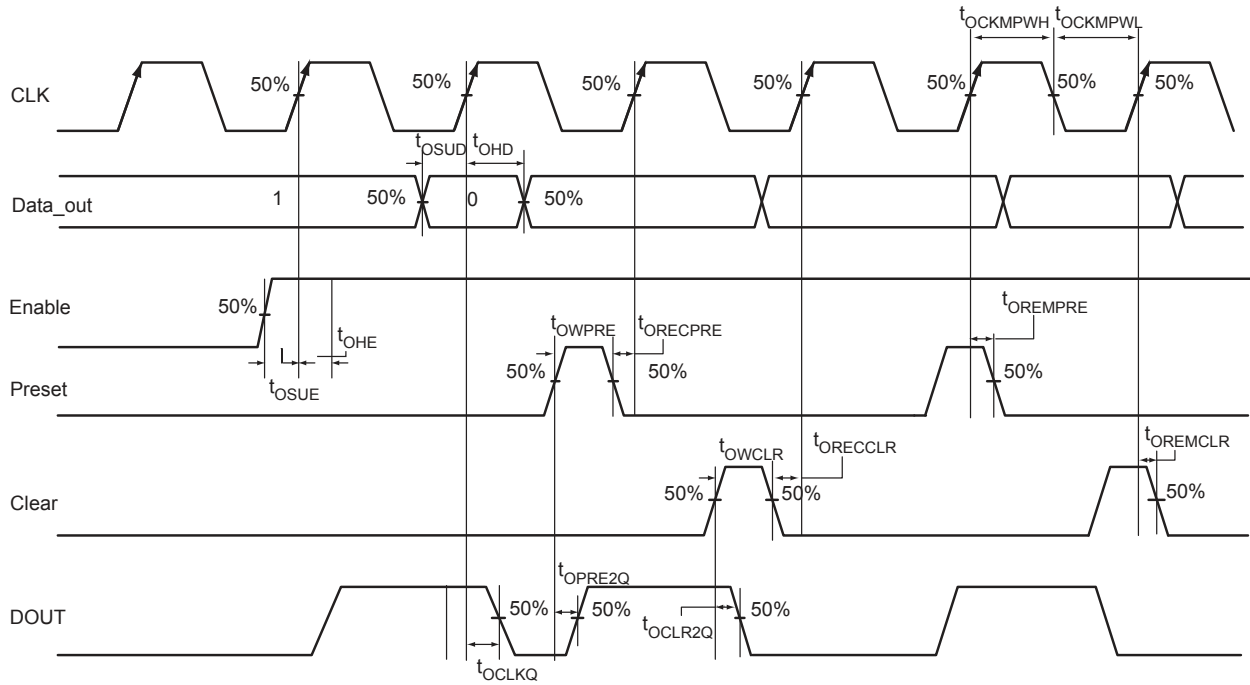 tOCKMPWH tOCKMPWL
CLK
50% 50% 50% 50% 50% 50% 50%
tOSUD tOHD
Data_out
1 50% 0 50%
Enable
50%
tOHE
tOSUE
tOWPRE tORECPRE
tOREMPRE
Preset
50% 50% 50%
tOWCLR tORECCLR
tOREMCLR
Clear
50% 50% 50%
tOPRE2Q
DOUT
50% 50% 50%
tOCLR2Q
tOCLKQ